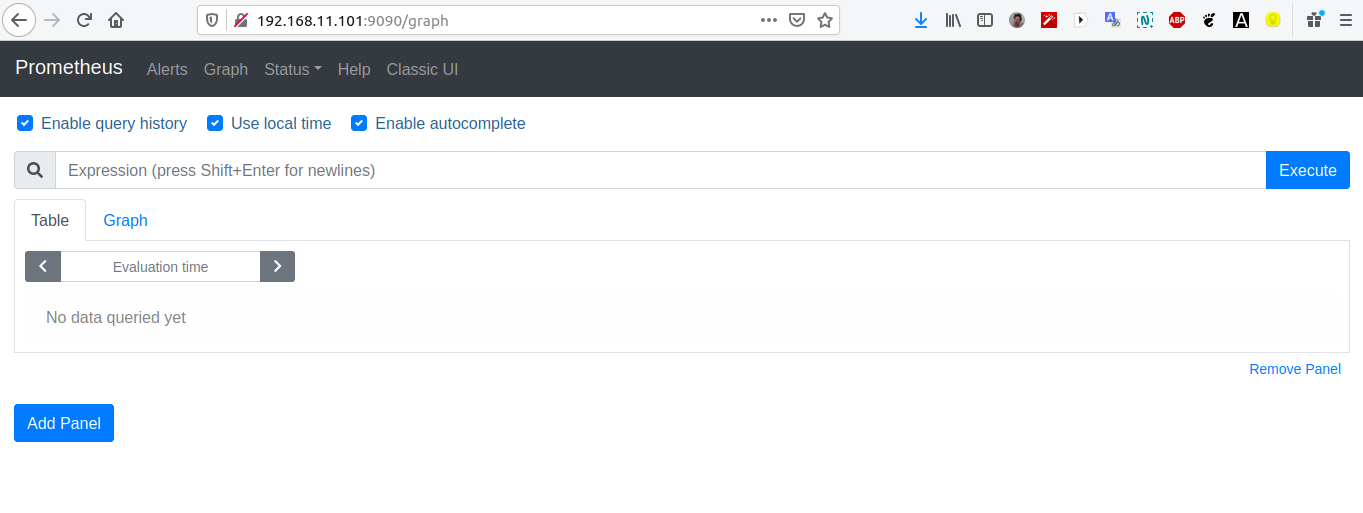 192.168.11.101:9090/graph
ABP
A
Prometheus Alerts Graph Status Help Classic UI
Enable query history Use local time Enable autocomplete
Expression (press Shift+Enter for newlines) Execute
Table Graph
Evaluation time
No data queried yet
Remove Panel
Add Panel